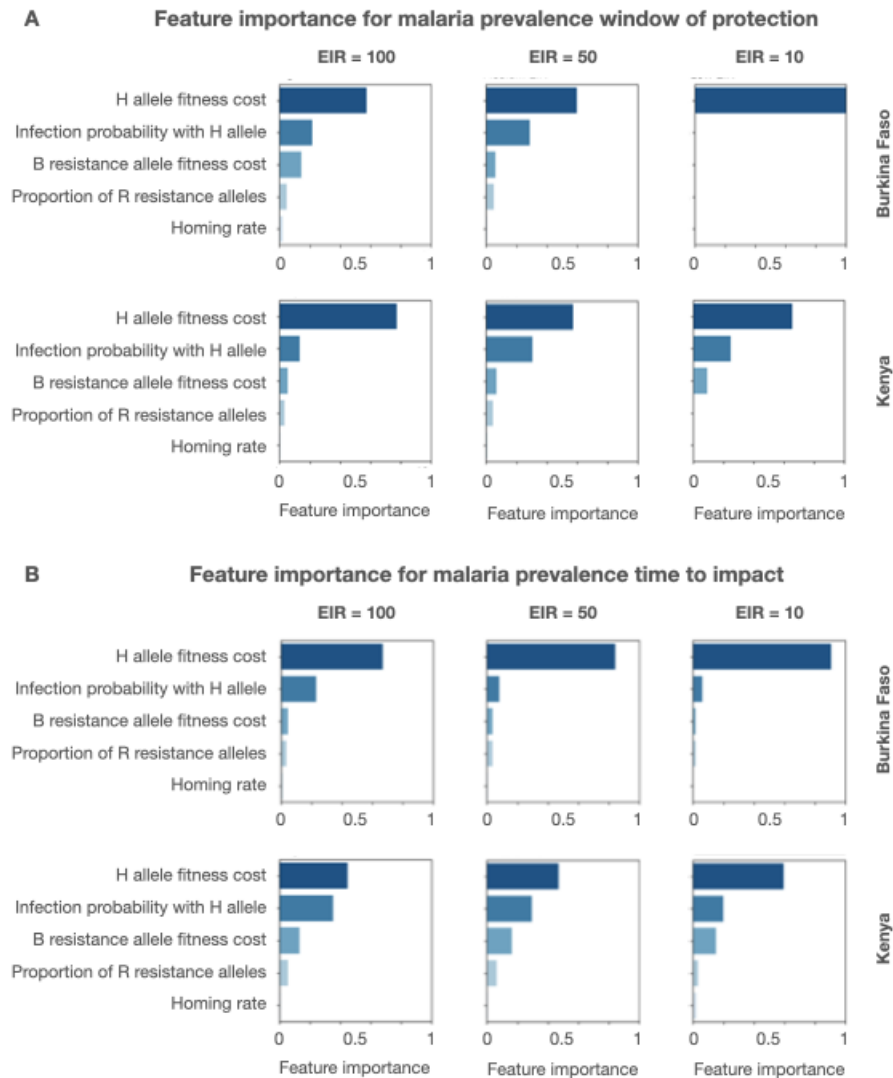 A
Feature importance for malaria prevalence window of protection
EIR = 100
EIR = 50
EIR = 10
H allele fitness cost
Infection probability with H allele
B resistance allele fitness cost
Proportion of R resistance alleles
Homing rate
Burkina Faso
0 0.5 1
0 0.5 1
0 0.5 1
H allele fitness cost
Infection probability with H allele
B resistance allele fitness cost
Proportion of R resistance alleles
Homing rate
Kenya
0 0.5 1
0 0.5 1
0 0.5 1
Feature importance
Feature importance
Feature importance
B
Feature importance for malaria prevalence time to impact
EIR = 100
EIR = 50
EIR = 10
H allele fitness cost
Infection probability with H allele
B resistance allele fitness cost
Proportion of R resistance alleles
Homing rate
Burkina Faso
0 0.5 1
0 0.5 1
0 0.5 1
H allele fitness cost
Infection probability with H allele
B resistance allele fitness cost
Proportion of R resistance alleles
Homing rate
Kenya
0 0.5 1
0 0.5 1
0 0.5 1
Feature importance
Feature importance
Feature importance